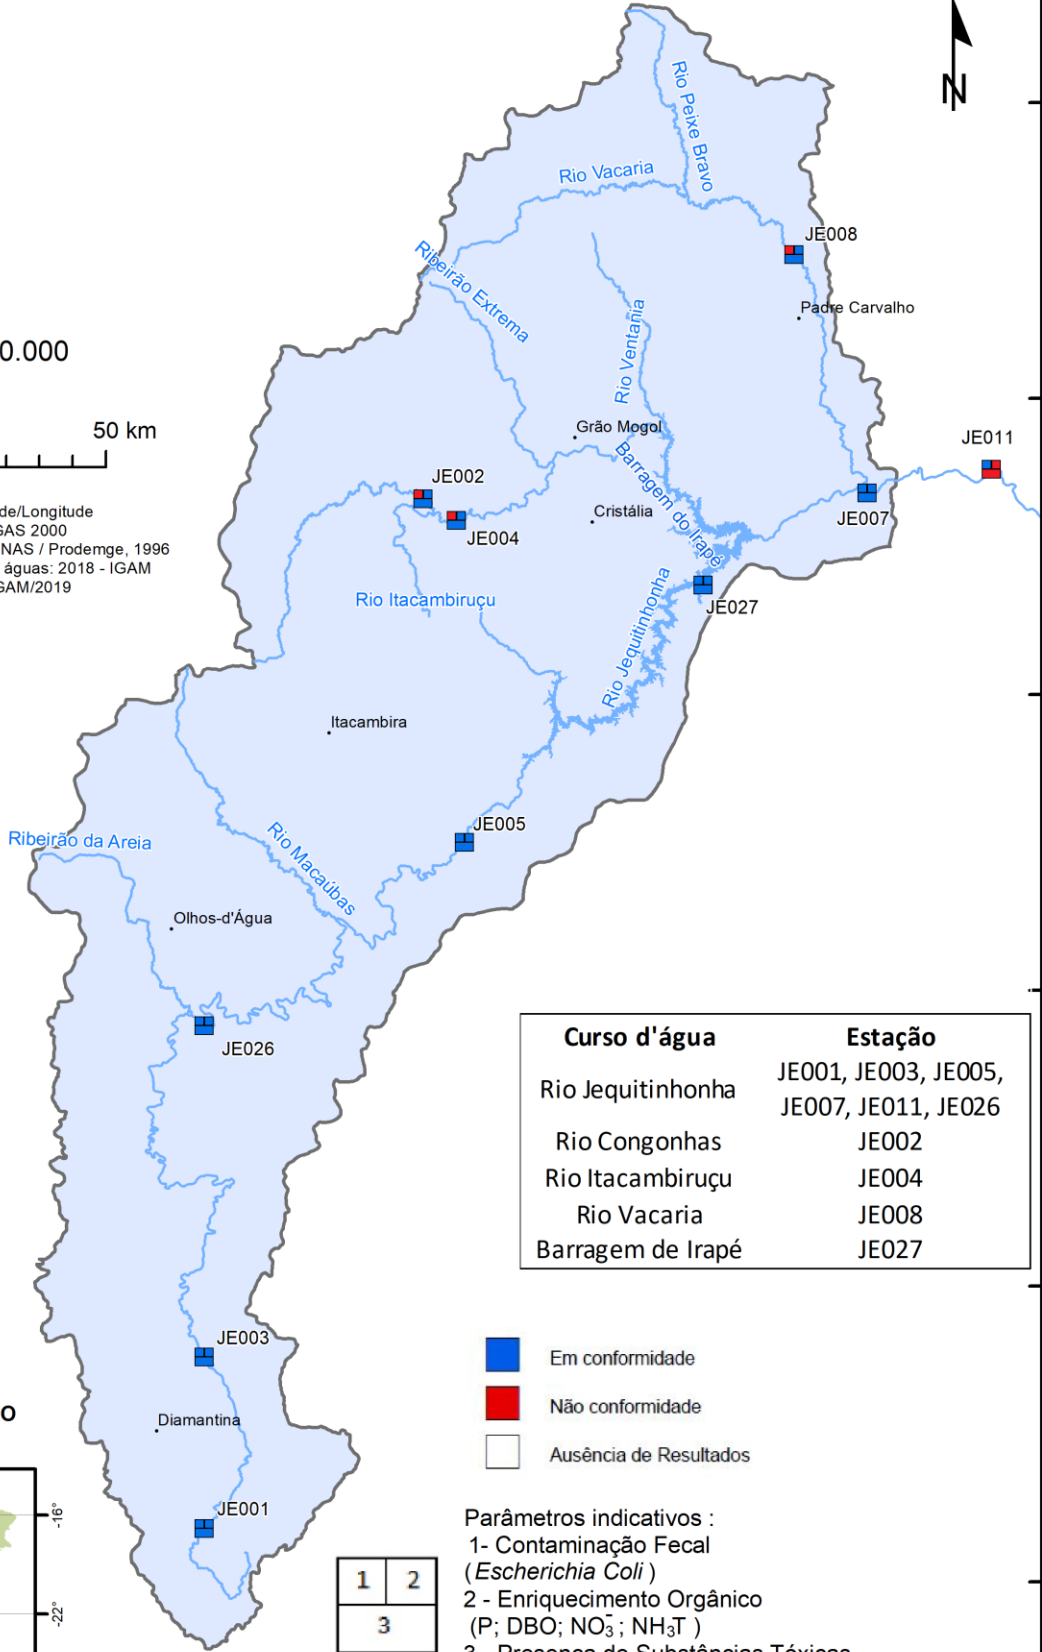 N
Rio Peixe Bravo
Rio Vacaria
JE008
Ribeirão Extrema
Padre Carvalho
Rio Ventania
0.000
50 km
Grão Mogol
JE011
Barragem do Irapé
JE002
de/Longitude
GAS 2000
NAS / Prodemge, 1996
águas: 2018 - IGAM
GAM/2019
Cristália
JE007
JE004
Rio Itacambiruçu
JE027
Rio Jequitinhonha
Itacambira
JE005
Ribeirão da Areia
Rio Macaúbas
Olhos-d'Água
JE026
Curso d'água Estação
Rio Jequitinhonha JE001, JE003, JE005,
JE007, JE011, JE026
Rio Congonhas JE002
Rio Itacambiruçu JE004
Rio Vacaria JE008
Barragem de Irapé JE027
JE003
Em conformidade
Não conformidade
Ausência de Resultados
o
Diamantina
JE001
-16°
-22°
Parâmetros indicativos :
1- Contaminação Fecal
(Escherichia Coli )
2 - Enriquecimento Orgânico
(P; DBO; NO₃⁻; NH₃T )
3 - Presença de Substâncias Tóxicas
1 2
3